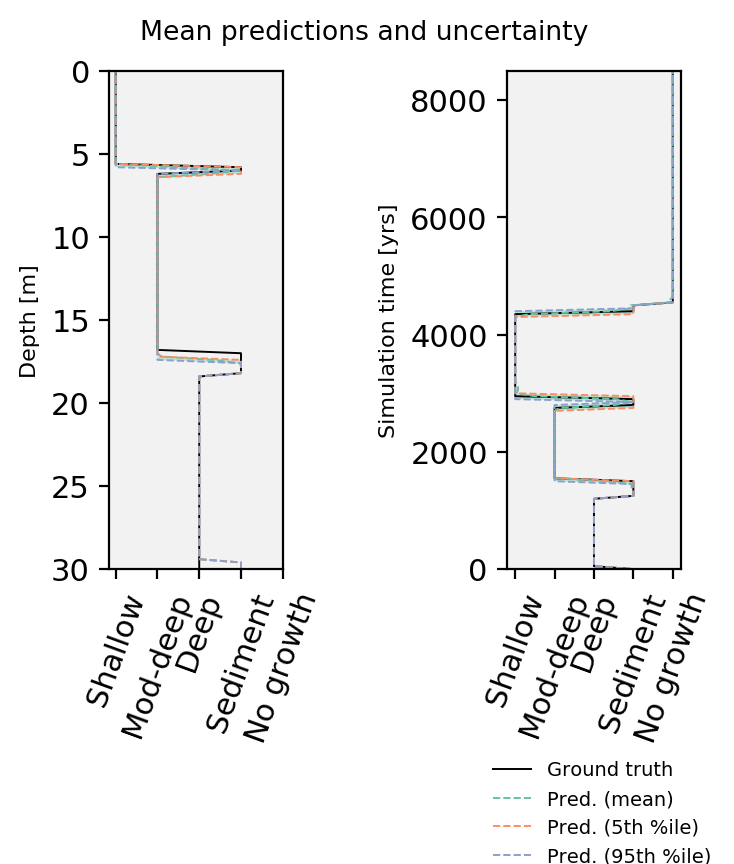 Mean predictions and uncertainty
Depth [m]
0
5
10
15
20
25
30
Shallow
Mod-deep
Deep
Sediment
No growth
Simulation time [yrs]
8000
6000
4000
2000
0
Shallow
Mod-deep
Deep
Sediment
No growth
Ground truth
Pred. (mean)
Pred. (5th %ile)
Pred. (95th %ile)